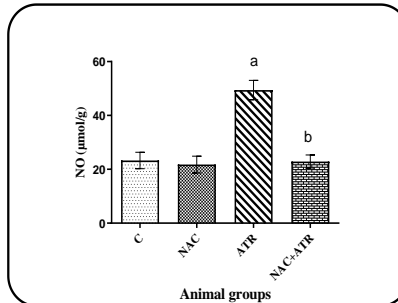 60
a
40
NO (µmol/g)
b
20
0
C
NAC
ATR
NAC+ATR
Animal groups